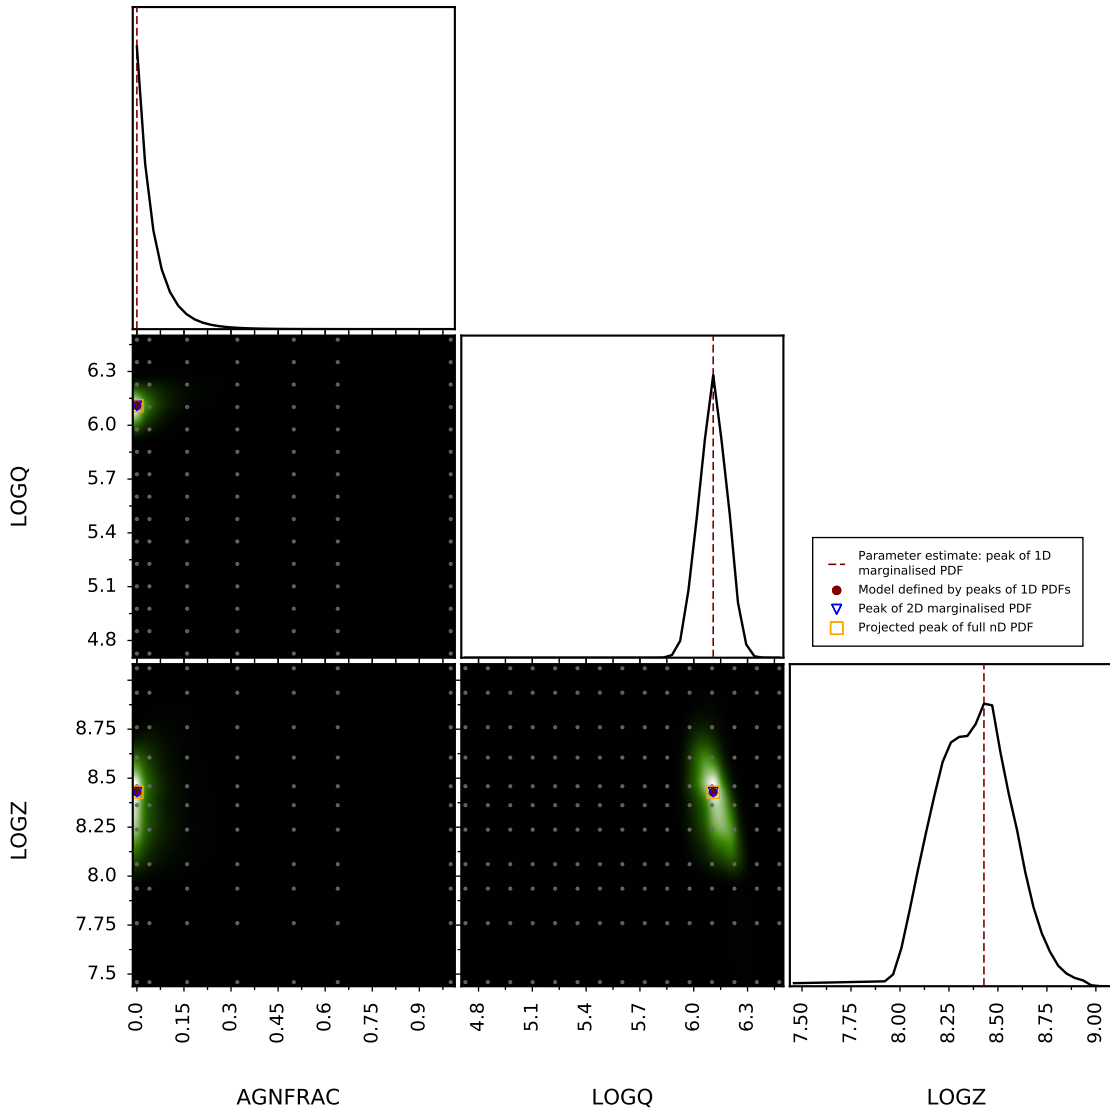 6.3
6.0
5.7
5.4
5.1
4.8
LOGQ
Parameter estimate: peak of 1D
marginalised PDF
Model defined by peaks of 1D PDFs
Peak of 2D marginalised PDF
Projected peak of full nD PDF
8.75
8.5
8.25
8.0
7.75
7.5
LOGZ
0.0 0.15 0.3 0.45 0.6 0.75 0.9
4.8 5.1 5.4 5.7 6.0 6.3
7.50 7.75 8.00 8.25 8.50 8.75 9.00
AGNFRAC LOGQ LOGZ